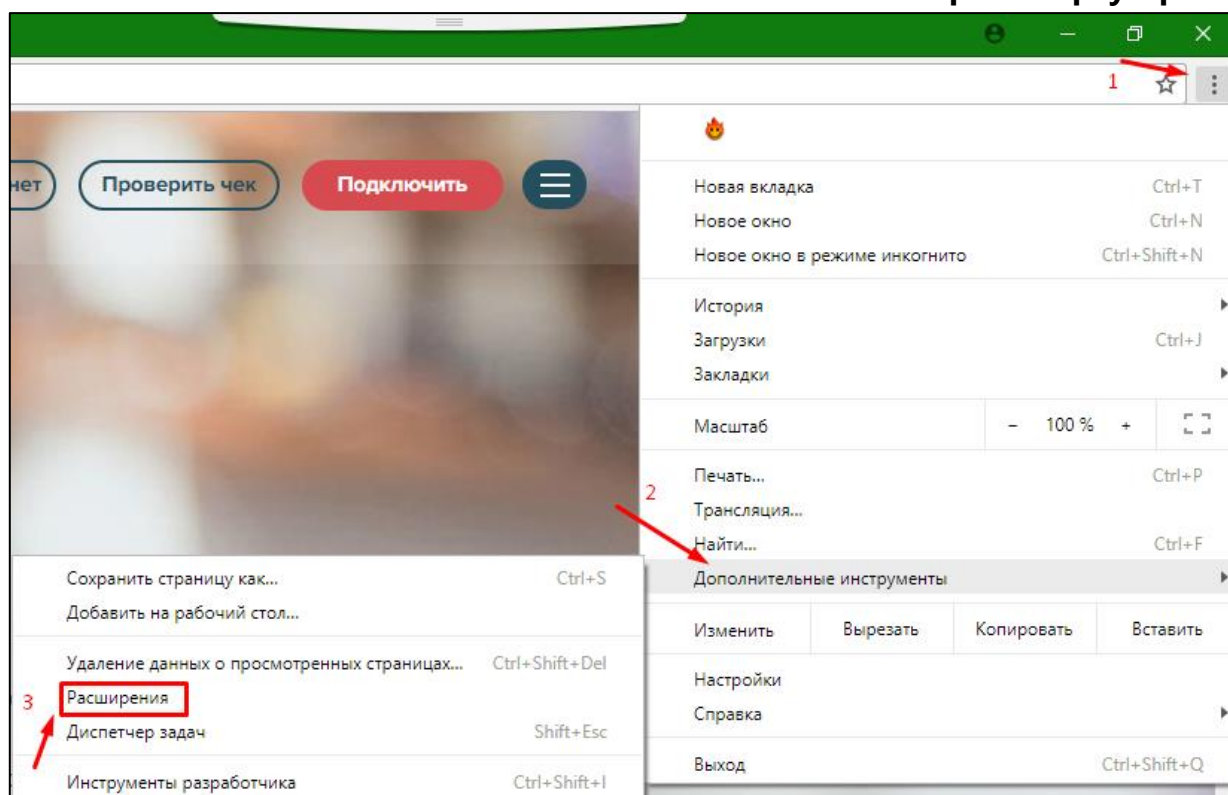 1
нет
Проверить чек
Подключить
Новая вкладка Ctrl+T
Новое окно Ctrl+N
Новое окно в режиме инкогнито Ctrl+Shift+N
История
Загрузки Ctrl+J
Закладки
Масштаб - 100 % +
Печать... Ctrl+P
2
Трансляция...
Найти... Ctrl+F
Дополнительные инструменты
Изменить Вырезать Копировать Вставить
Настройки
Справка
Выход Ctrl+Shift+Q
Сохранить страницу как... Ctrl+S
Добавить на рабочий стол...
Удаление данных о просмотренных страницах... Ctrl+Shift+Del
3 Расширения
Диспетчер задач Shift+Esc
Инструменты разработчика Ctrl+Shift+I